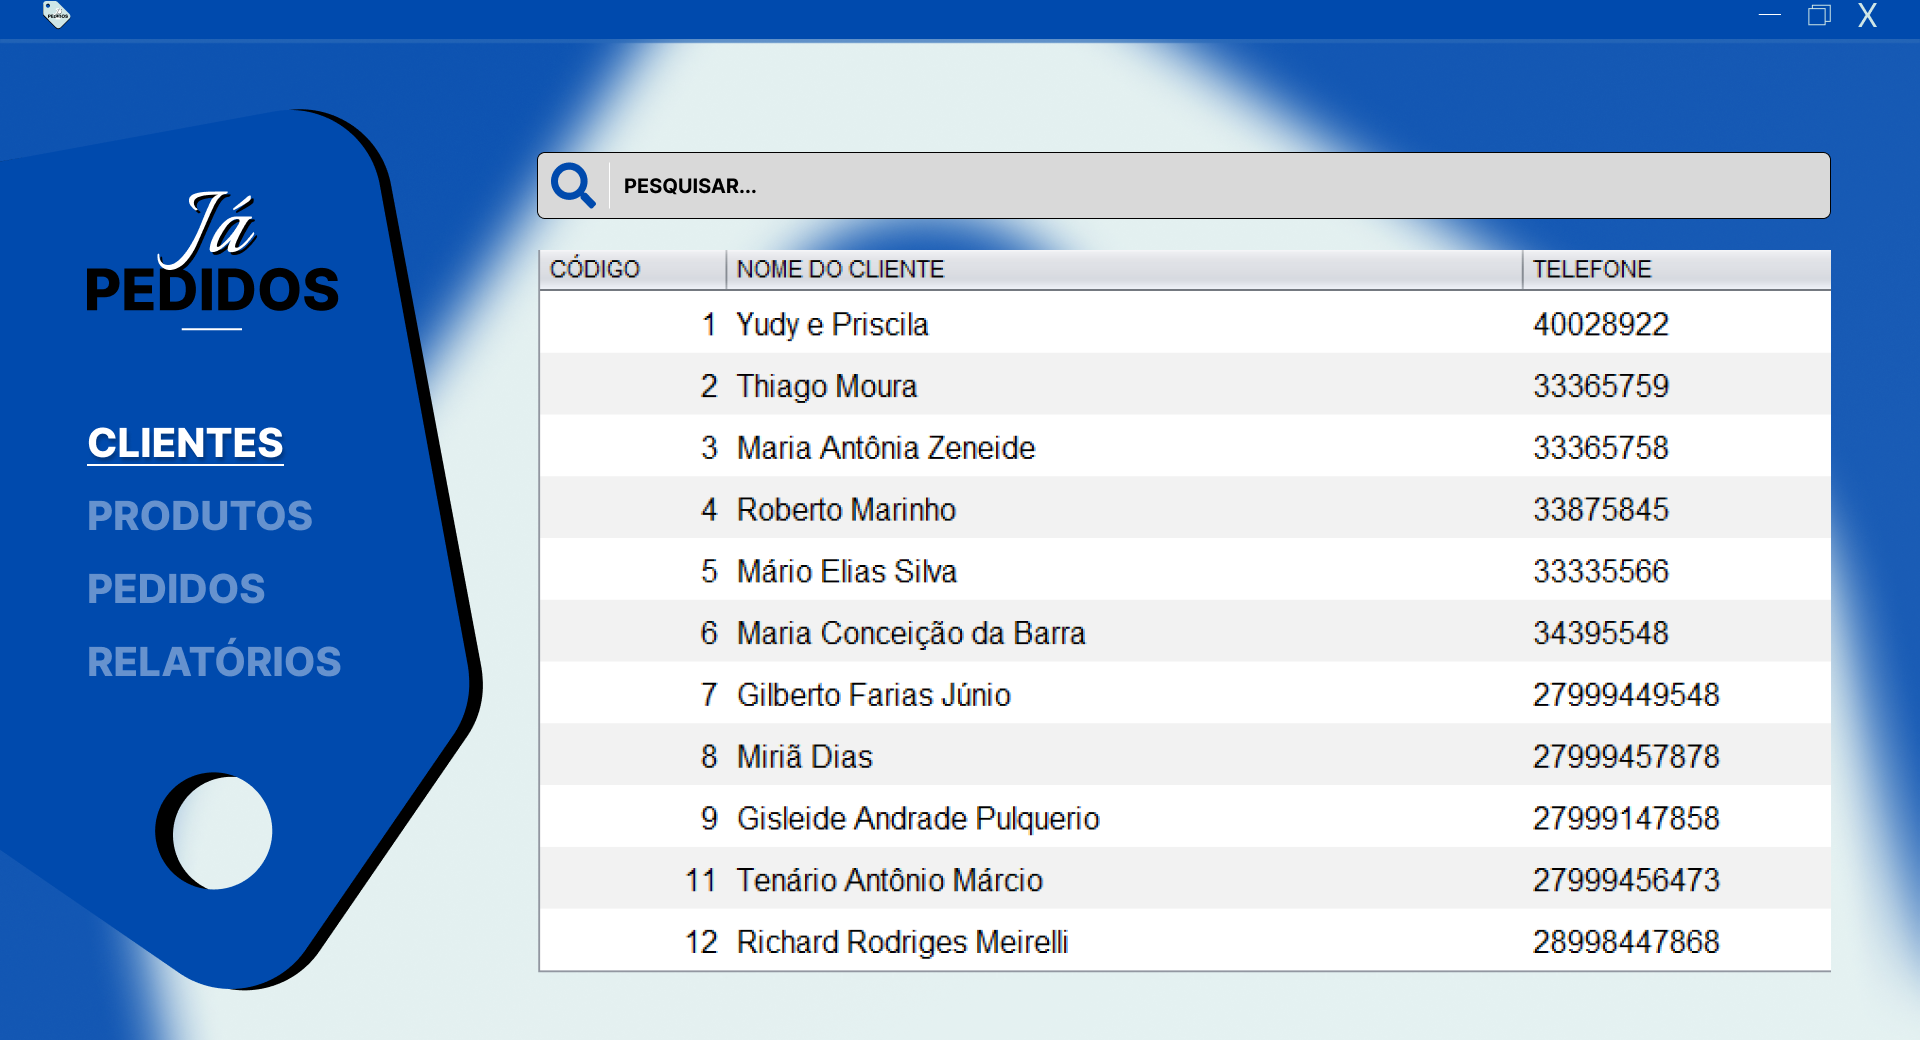 X
Já
PEDIDOS
CLIENTES
PRODUTOS
PEDIDOS
RELATÓRIOS
PESQUISAR...
CÓDIGO NOME DO CLIENTE TELEFONE
1 Yudy e Priscila 40028922
2 Thiago Moura 33365759
3 Maria Antônia Zeneide 33365758
4 Roberto Marinho 33875845
5 Mário Elias Silva 33335566
6 Maria Conceição da Barra 34395548
7 Gilberto Farias Júnio 27999449548
8 Miriã Dias 27999457878
9 Gisleide Andrade Pulquerio 27999147858
11 Tenário Antônio Márcio 27999456473
12 Richard Rodriges Meirelli 28998447868